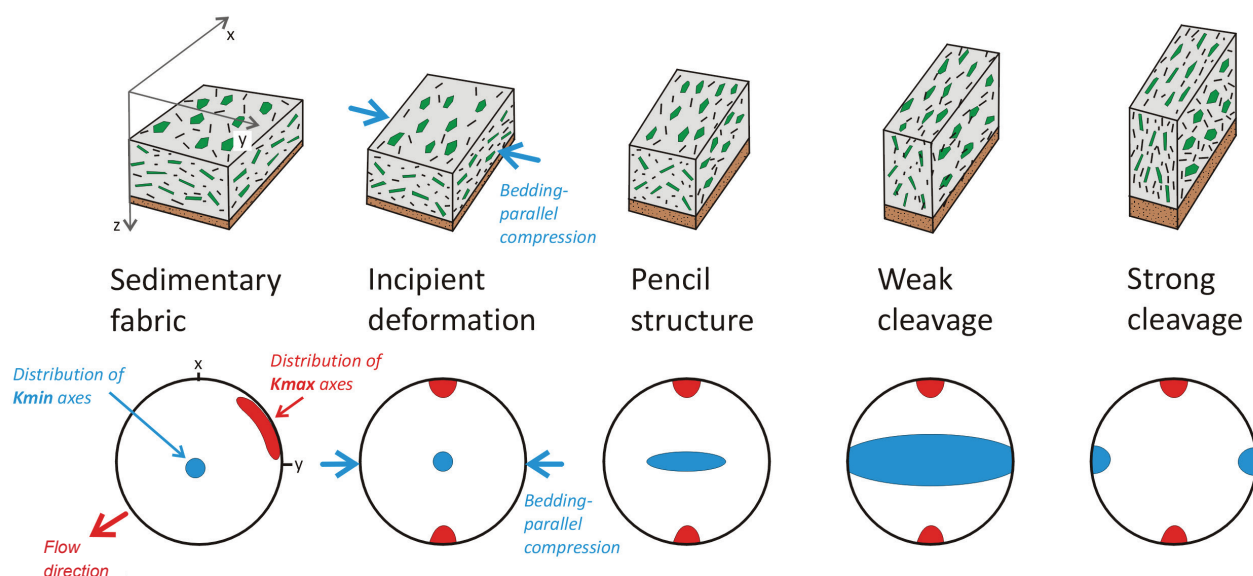 x
y
z
Bedding-
parallel
compression
Sedimentary
fabric
Incipient
deformation
Pencil
structure
Weak
cleavage
Strong
cleavage
Distribution of
Kmin axes
x
Distribution of
Kmax axes
y
Flow
direction
Bedding-
parallel
compression